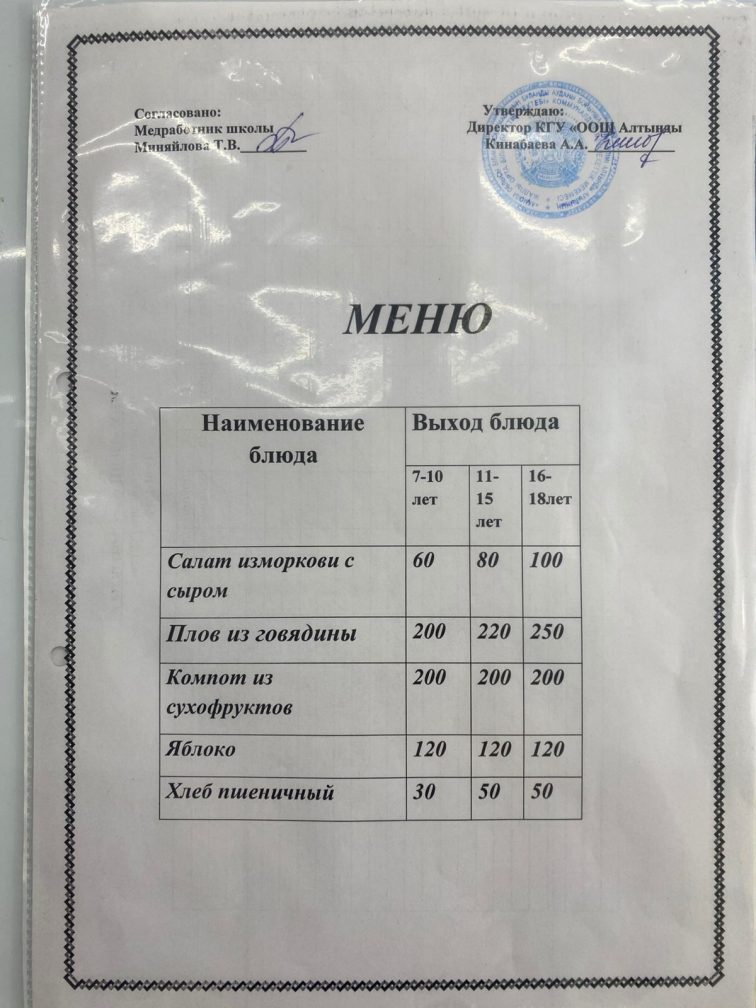 Согласовано:
Медработник школы
Миняйлова Т.В.
Утверждаю:
Директор КГУ «ООШ Алтынды
Кинабаева А.А.
МЕНЮ
Наименование
блюда
Выход блюда
7-10
лет
11-
15
лет
16-
18лет
Салат изморкови с
сыром
60
80
100
Плов из говядины
200
220
250
Компот из
сухофруктов
200
200
200
Яблоко
120
120
120
Хлеб пшеничный
30
50
50